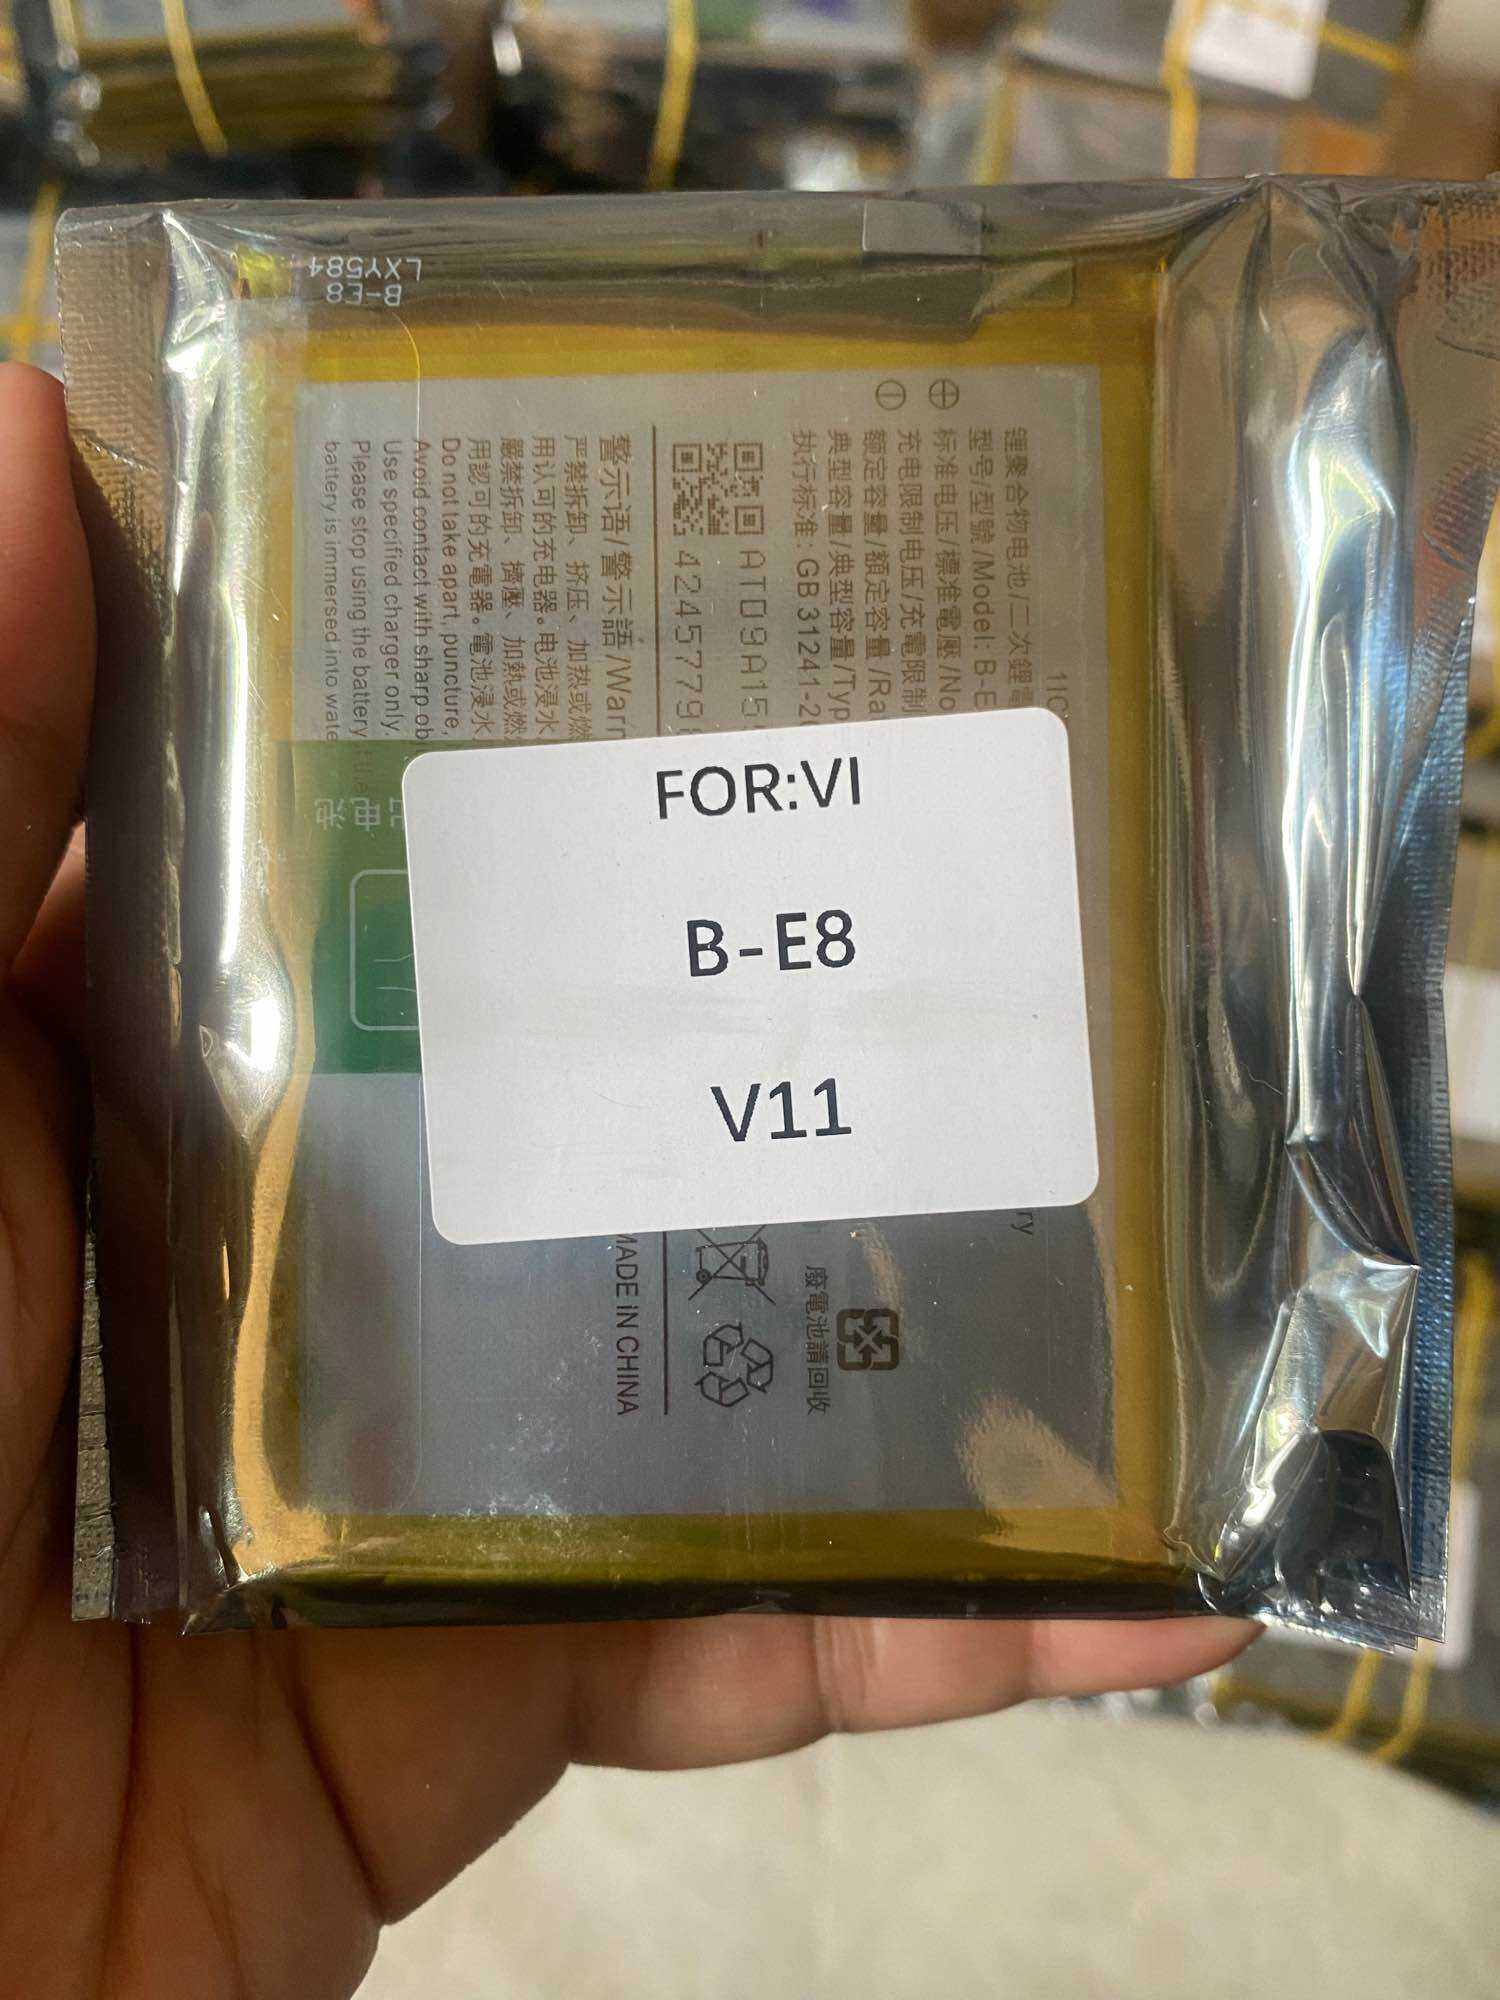 FOR:VI
B-E8
V11
B-E8
LXY584
1IC
锂聚合物电池/二次鋰電
型号/型號/Model: B-E
标准电压/標准電壓/No
充电限制电压/充電限制
额定容量/額定容量/Ra
典型容量/典型容量/Typ
执行标准: GB 31241-20
ATD9A15
42457798
警示语/警示語/Warn
严禁拆卸、挤压、加热或燃
用认可的充电器。电池浸水
嚴禁拆卸、擠壓、加熱或燃
用認可的充電器。電池浸水
Do not take apart, puncture,
Avoid contact with sharp ob
Use specified charger only.
Please stop using the battery
battery is immersed into wate
电池
ry
廢電池請回收
MADE IN CHINA